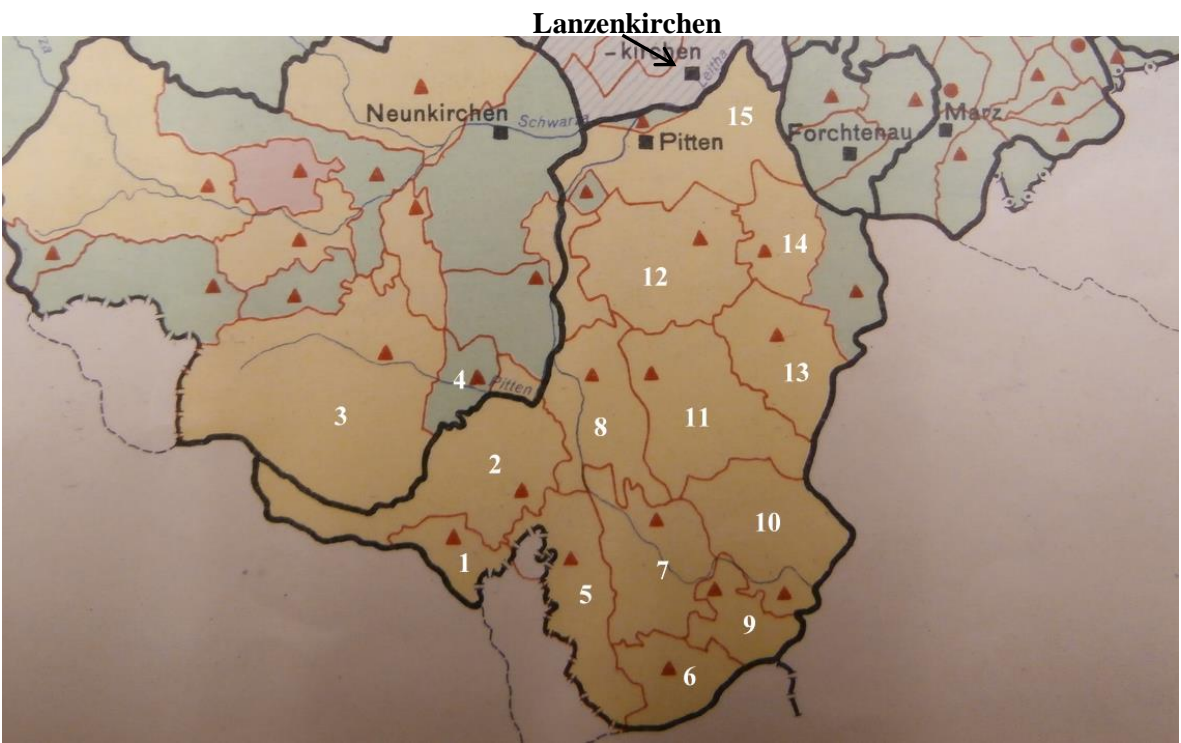 Lanzenkirchen
-kirchen
Leitha
15
Neunkirchen
Schwarza
Pitten
Forchtenau
Marz
14
12
13
3
4
Pitten
8
11
2
10
1
5
7
9
6